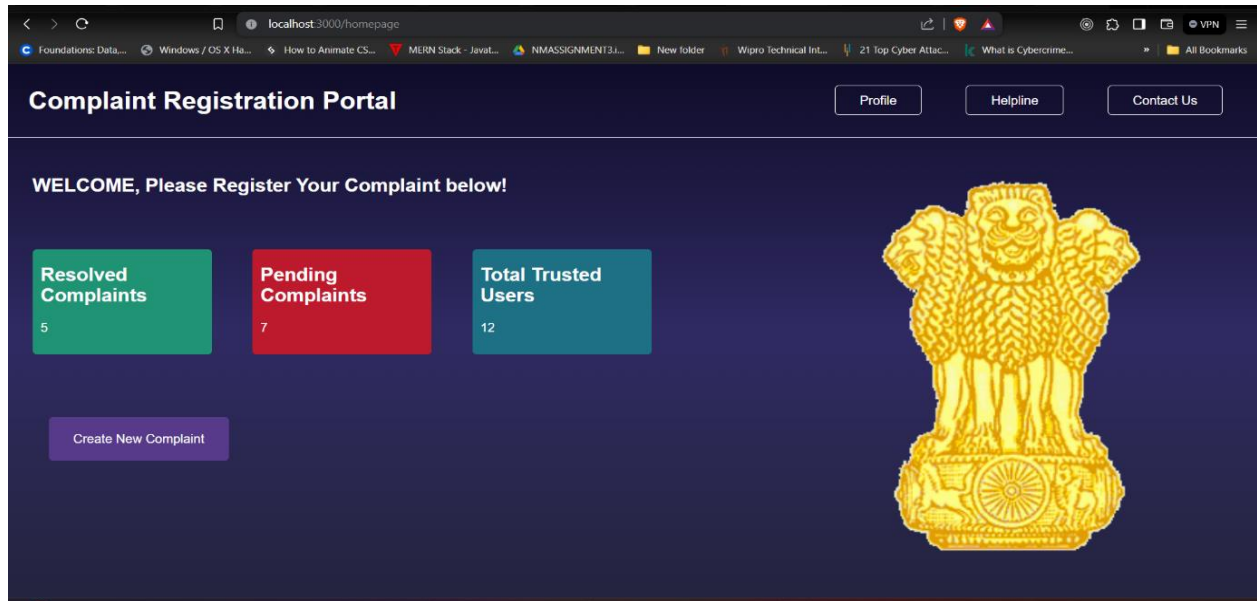 localhost:3000/homepage
VPN
Foundations: Data,...
Windows / OS X Ha...
How to Animate CS...
MERN Stack - Javat...
NMASSIGNMENT3.i...
New folder
Wipro Technical Int...
21 Top Cyber Attac...
What is Cybercrime...
»
All Bookmarks
Complaint Registration Portal
Profile
Helpline
Contact Us
WELCOME, Please Register Your Complaint below!
Resolved
Complaints
5
Pending
Complaints
7
Total Trusted
Users
12
Create New Complaint